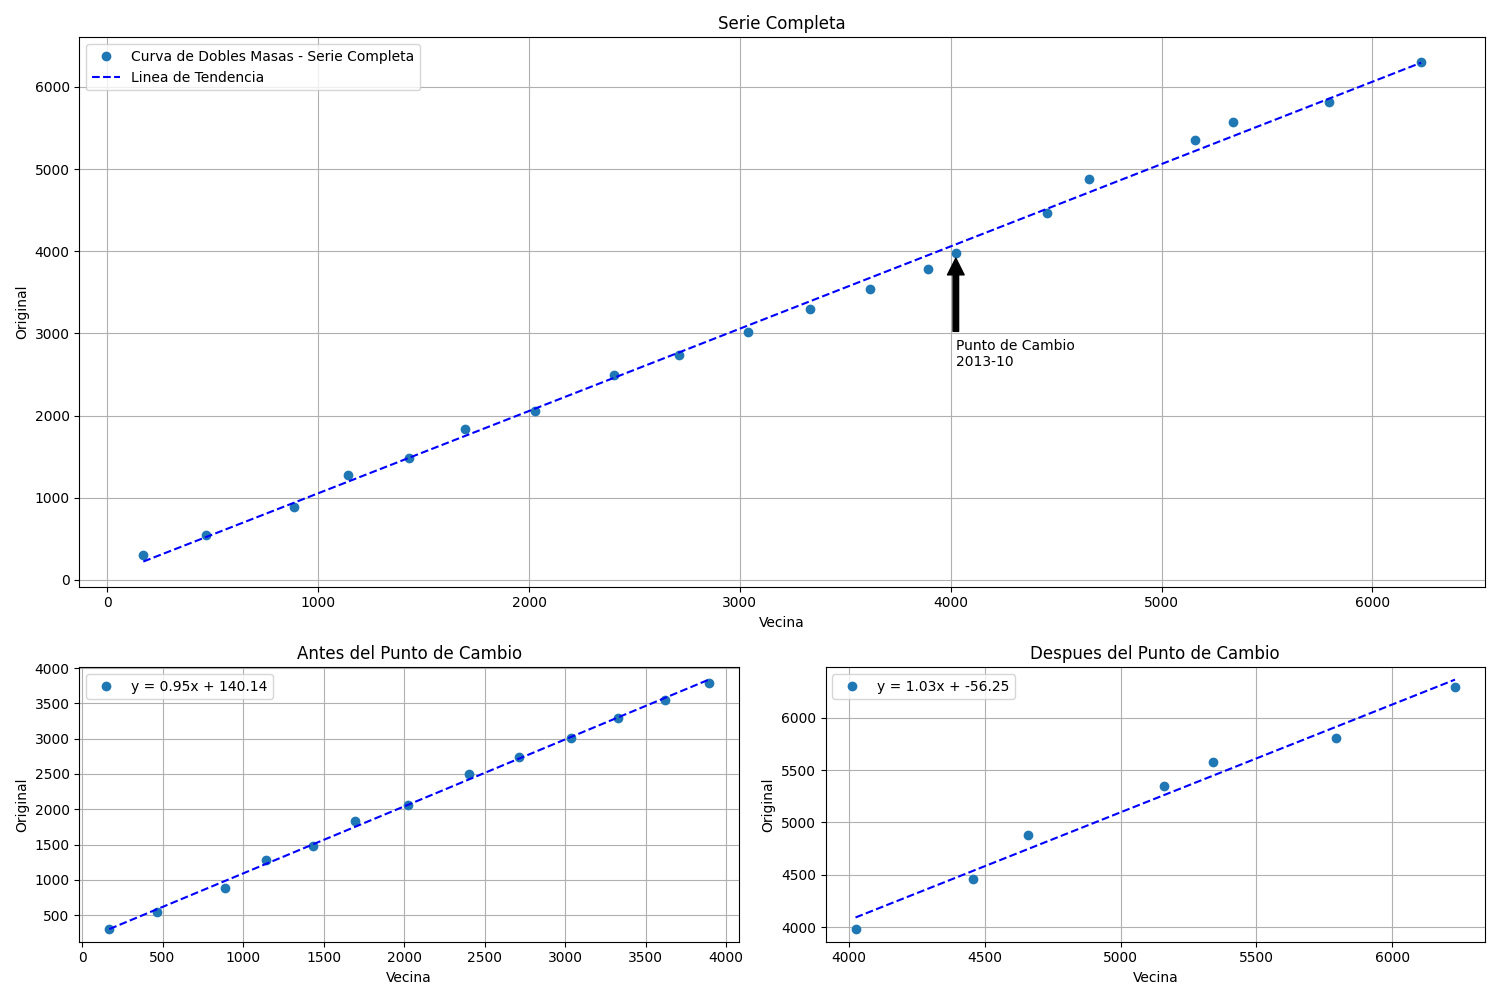 Serie Completa
Curva de Dobles Masas - Serie Completa
Linea de Tendencia
6000
5000
4000
3000
2000
1000
0
Original
Punto de Cambio
2013-10
0 1000 2000 3000 4000 5000 6000
Vecina
Antes del Punto de Cambio
y = 0.95x + 140.14
4000
3500
3000
2500
2000
1500
1000
500
Original
0 500 1000 1500 2000 2500 3000 3500 4000
Vecina
Despues del Punto de Cambio
y = 1.03x + -56.25
6000
5500
5000
4500
4000
Original
4000 4500 5000 5500 6000
Vecina